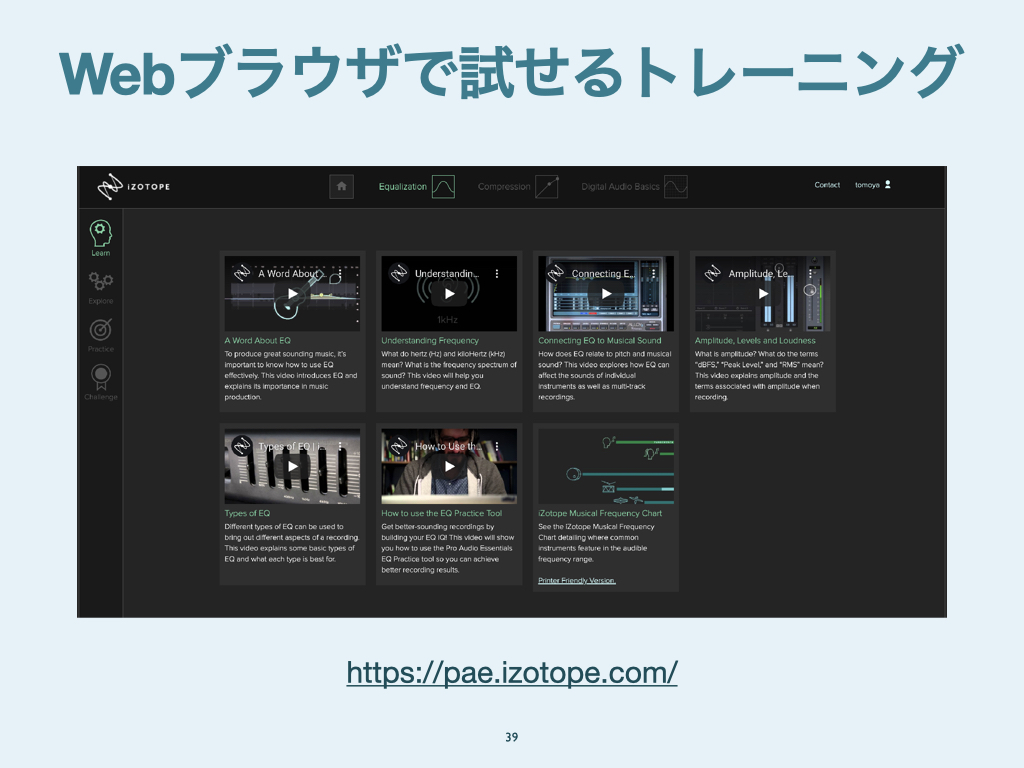 Webブラウザで試せるトレーニング
iZOTOPE
Equalization
Compression
Digital Audio Basics
Contact
tomoya
Learn
Explore
Practice
Challenge
A Word About ...
A Word About EQ
To produce great sounding music, it's
important to know how to use EQ
effectively. This video introduces EQ and
explains its importance in music
production.
Understandin...
1kHz
Understanding Frequency
What do hertz (Hz) and kiloHertz (kHz)
mean? What is the frequency spectrum of
sound? This video will help you
understand frequency and EQ.
Connecting E...
Connecting EQ to Musical Sound
How does EQ relate to pitch and musical
sound? This video explores how EQ can
affect the sounds of individual
instruments as well as multi-track
recordings.
Amplitude, Le...
Amplitude, Levels and Loudness
What is amplitude? What do the terms
"dBFS," "Peak Level," and "RMS" mean?
This video explains amplitude and the
terms associated with amplitude when
recording.
Types of EQ | i...
Types of EQ
Different types of EQ can be used to
bring out different aspects of a recording.
This video explains some basic types of
EQ and what each type is best for.
How to Use th...
How to use the EQ Practice Tool
Get better-sounding recordings by
building your EQ IQ! This video will show
you how to use the Pro Audio Essentials
EQ Practice tool so you can achieve
better recording results.
iZotope Musical Frequency Chart
See the iZotope Musical Frequency
Chart detailing where common
instruments feature in the audible
frequency range.
Printer Friendly Version.
https://pae.izotope.com/
39